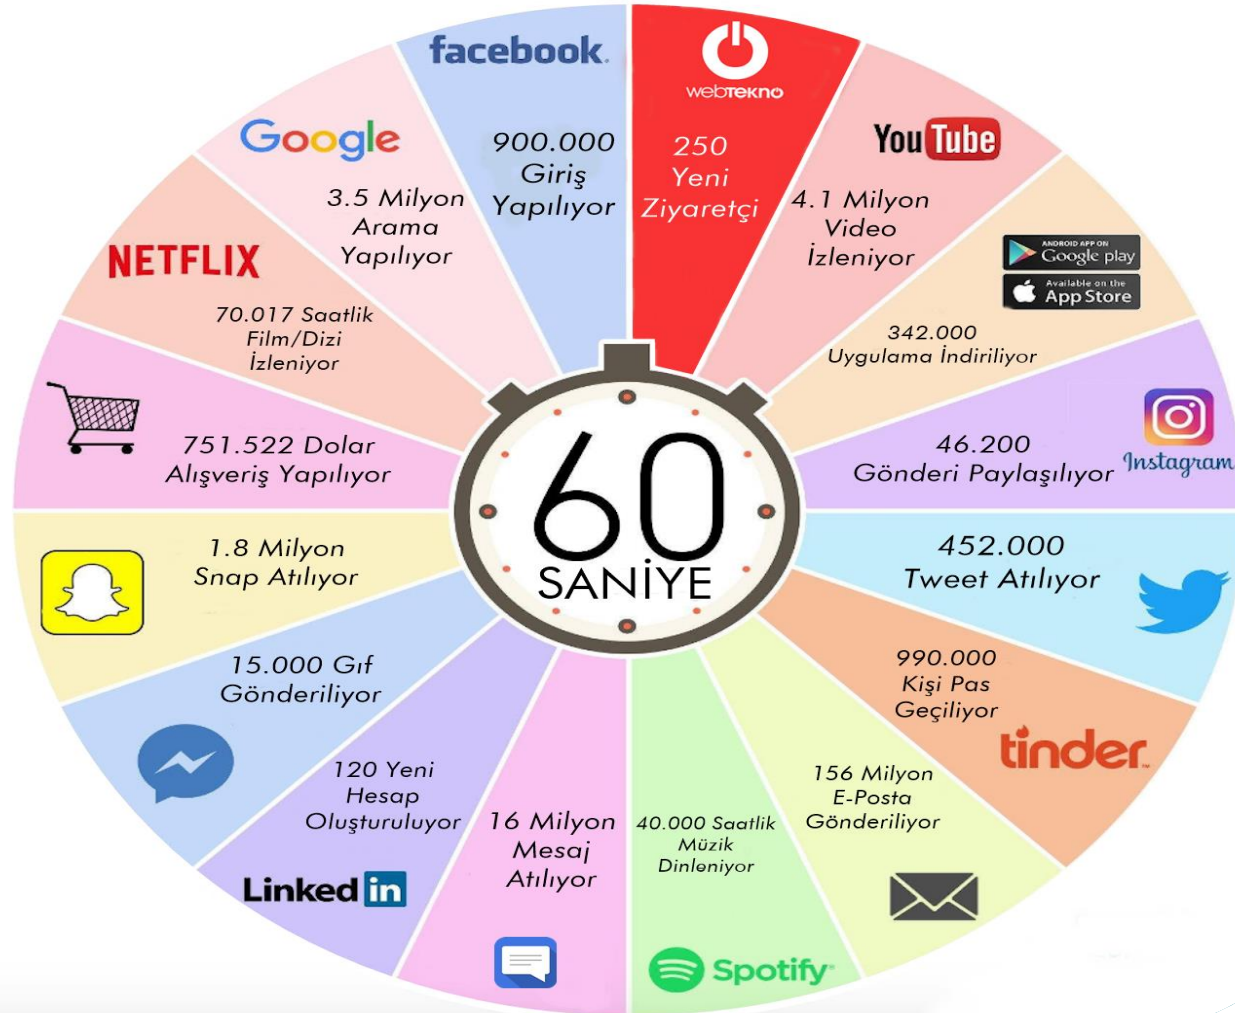 facebook.
900.000
Giriş
Yapılıyor
webTEKNO
250
Yeni
Ziyaretçi
YouTube
4.1 Milyon
Video
İzleniyor
ANDROID APP ON
Google play
Available on the
App Store
342.000
Uygulama İndiriliyor
Instagram
46.200
Gönderi Paylaşılıyor
452.000
Tweet Atılıyor
990.000
Kişi Pas
Geçiliyor
tinder
156 Milyon
E-Posta
Gönderiliyor
40.000 Saatlik
Müzik
Dinleniyor
Spotify
16 Milyon
Mesaj
Atılıyor
120 Yeni
Hesap
Oluşturuluyor
Linked in
15.000 Gıf
Gönderiliyor
1.8 Milyon
Snap Atılıyor
751.522 Dolar
Alışveriş Yapılıyor
NETFLIX
70.017 Saatlik
Film/Dizi
İzleniyor
Google
3.5 Milyon
Arama
Yapılıyor
60
SANİYE